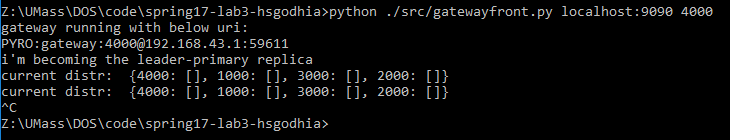 Z:\UMass\DOS\code\spring17-lab3-hsgodhia>python ./src/gatewayfront.py localhost:9090 4000
gateway running with below uri:
PYRO:gateway:4000@192.168.43.1:59611
i'm becoming the leader-primary replica
current distr:  {4000: [], 1000: [], 3000: [], 2000: []}
current distr:  {4000: [], 1000: [], 3000: [], 2000: []}
^C
Z:\UMass\DOS\code\spring17-lab3-hsgodhia>